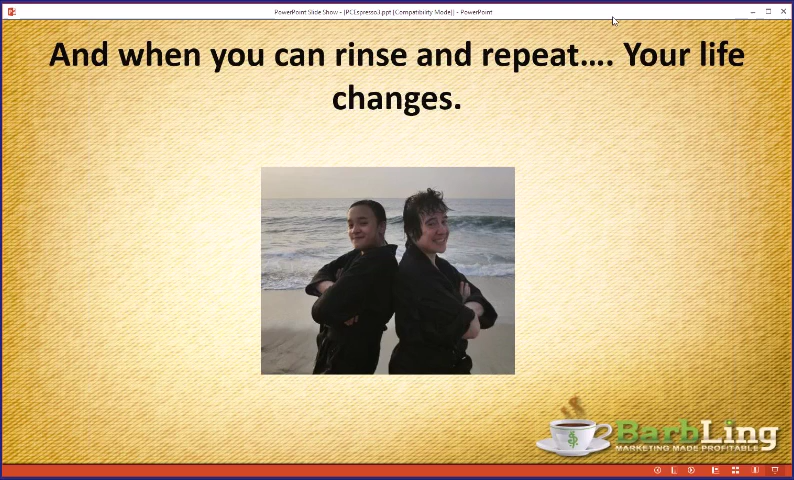 PowerPoint Slide Show - [PCEspresso3.ppt [Compatibility Mode]] - PowerPoint
And when you can rinse and repeat.... Your life
changes.
BarbLing
MARKETING MADE PROFITABLE